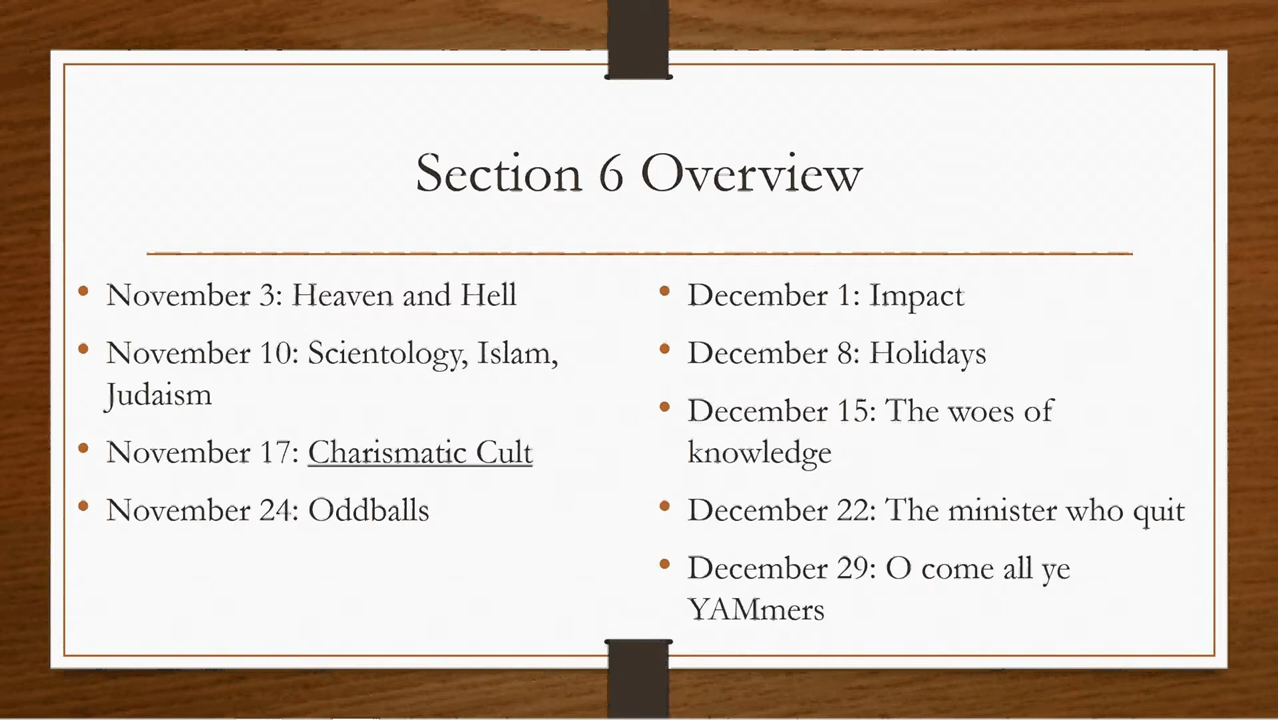 Section 6 Overview
• November 3: Heaven and Hell
• November 10: Scientology, Islam,
Judaism
• November 17: Charismatic Cult
• November 24: Oddballs
• December 1: Impact
• December 8: Holidays
• December 15: The woes of
knowledge
• December 22: The minister who quit
• December 29: O come all ye
YAMmers